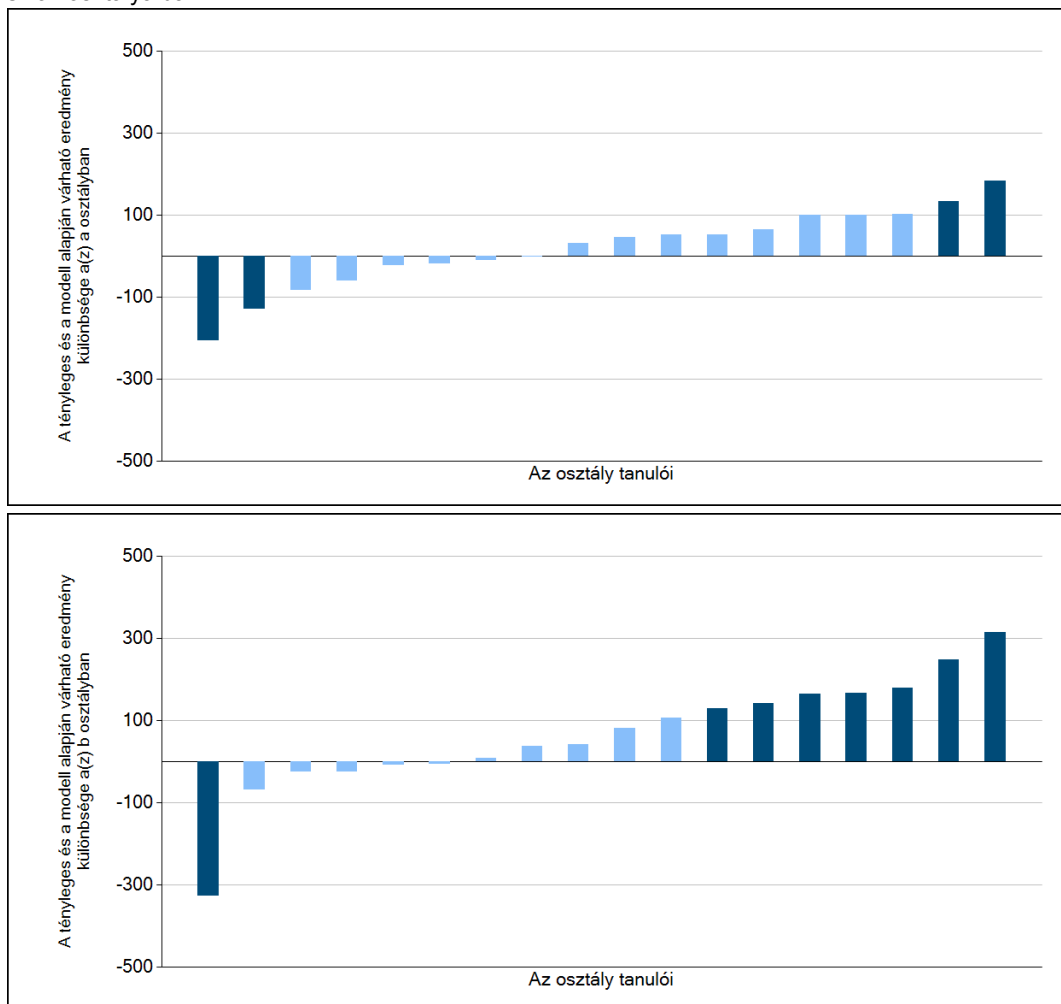 500
300
100
-100
-300
-500
A tényleges és a modell alapján várható eredmény
különbsége a(z) a osztályban
Az osztály tanulói
500
300
100
-100
-300
-500
A tényleges és a modell alapján várható eredmény
különbsége a(z) b osztályban
Az osztály tanulói